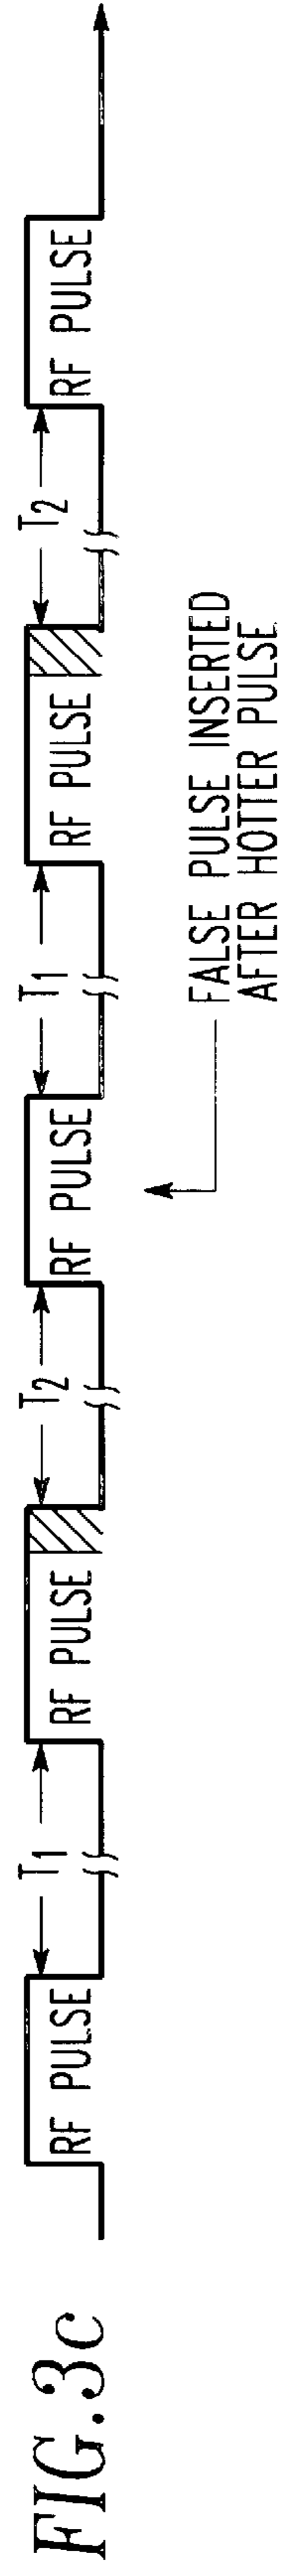 RF PULSE
T1
RF PULSE
T2
RF PULSE
T1
RF PULSE
T2
RF PULSE
FALSE PULSE INSERTED
AFTER HOTTER PULSE
FIG.3c